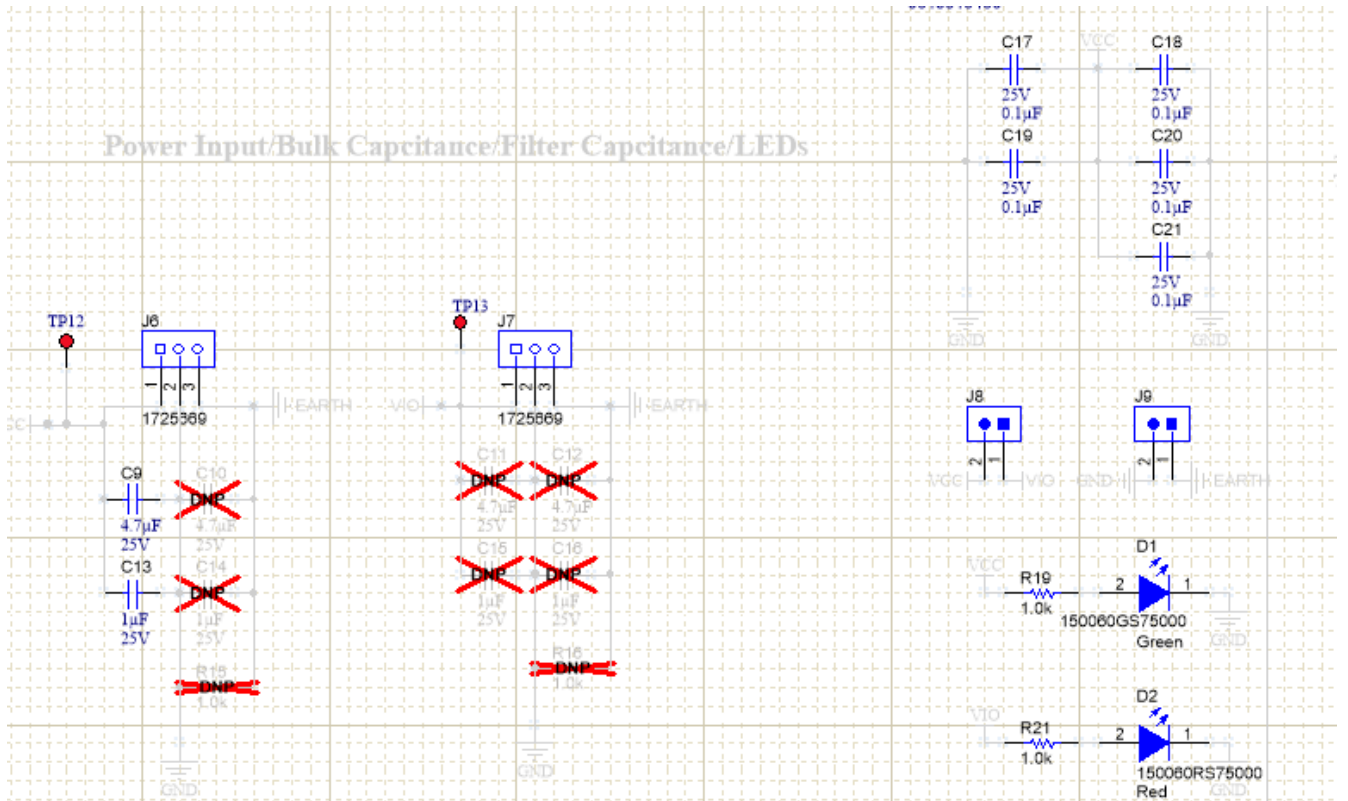 C17
VCC
C18
25V
0.1µF
25V
0.1µF
Power Input/Bulk Capcitance/Filter Capcitance/LEDs
C19
C20
25V
0.1µF
25V
0.1µF
C21
25V
0.1µF
TP12
J6
TP13
J7
GND
GND
1
2
3
EARTH
VIO
1
2
3
EARTH
1725669
1725669
J8
J9
2
1
2
1
VIO
GND
EARTH
C9
C10
C11
C12
DNP
DNP
DNP
4.7µF
25V
4.7µF
25V
4.7µF
25V
4.7µF
25V
C13
C14
C15
C16
DNP
DNP
DNP
1µF
25V
1µF
25V
1µF
25V
1µF
25V
R15
DNP
1.0k
R16
DNP
1.0k
GND
GND
D1
VCC
R19
1.0k
2
1
150060GS75000
Green
GND
D2
VIO
R21
1.0k
2
1
150060RS75000
Red
GND